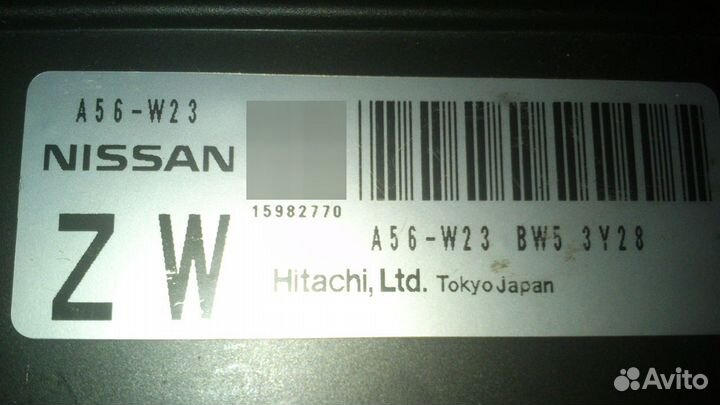 A56-W23
NISSAN
Z W
15982770
A56-W23 BW5 3Y28
Hitachi, Ltd. Tokyo Japan
Avito